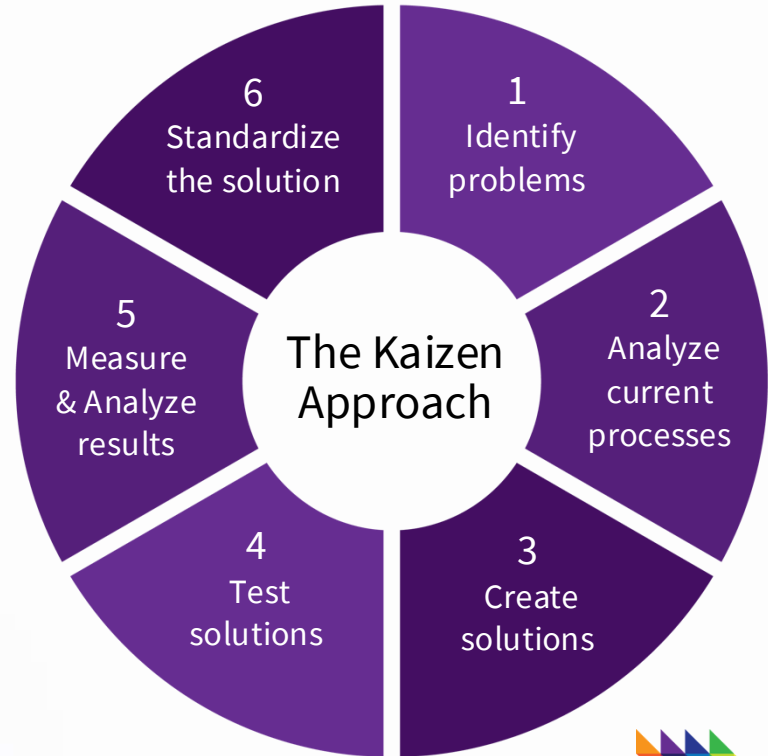 The Kaizen
Approach
1
Identify
problems
2
Analyze
current
processes
3
Create
solutions
4
Test
solutions
5
Measure
& Analyze
results
6
Standardize
the solution